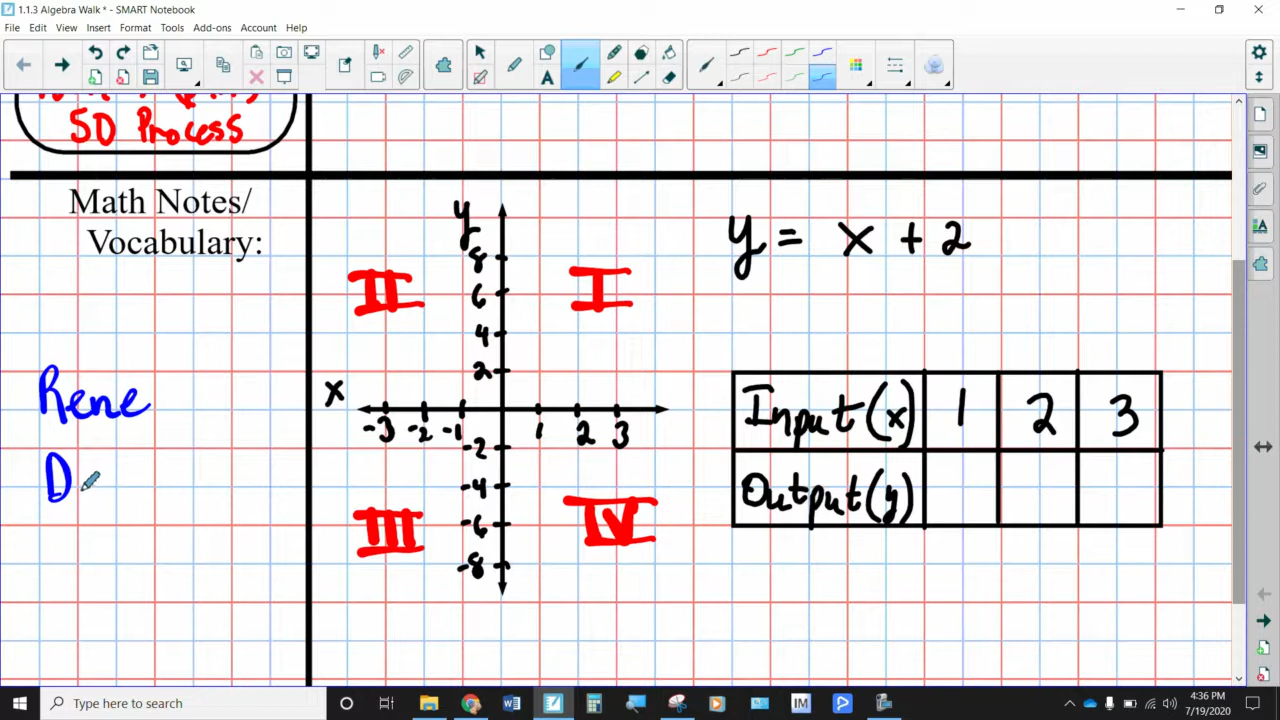 1.1.3 Algebra Walk * - SMART Notebook
File Edit View Insert Format Tools Add-ons Account Help
5D Process
Math Notes/
Vocabulary:
Rene
D
y
8
6
4
2
-2
-4
-6
-8
x
-3 -2 -1 1 2 3
II I
III IV
y = x + 2
Input (x) 1 2 3
Output (y)
Type here to search
4:36 PM
7/19/2020